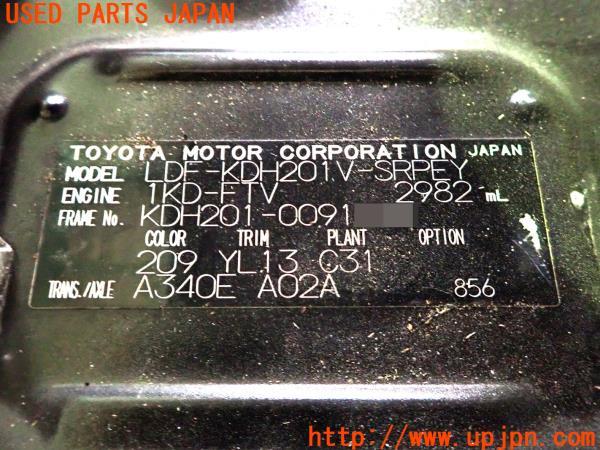 USED PARTS JAPAN
TOYOTA MOTOR CORPORATION JAPAN
MODEL LDF-KDH201V-SRPEY
ENGINE 1KD-FTV 2982 mL
FRAME No. KDH201-0091
COLOR TRIM PLANT OPTION
209 YL13 C31
TRANS./AXLE A340E A02A 856
http://www.upjpn.com/